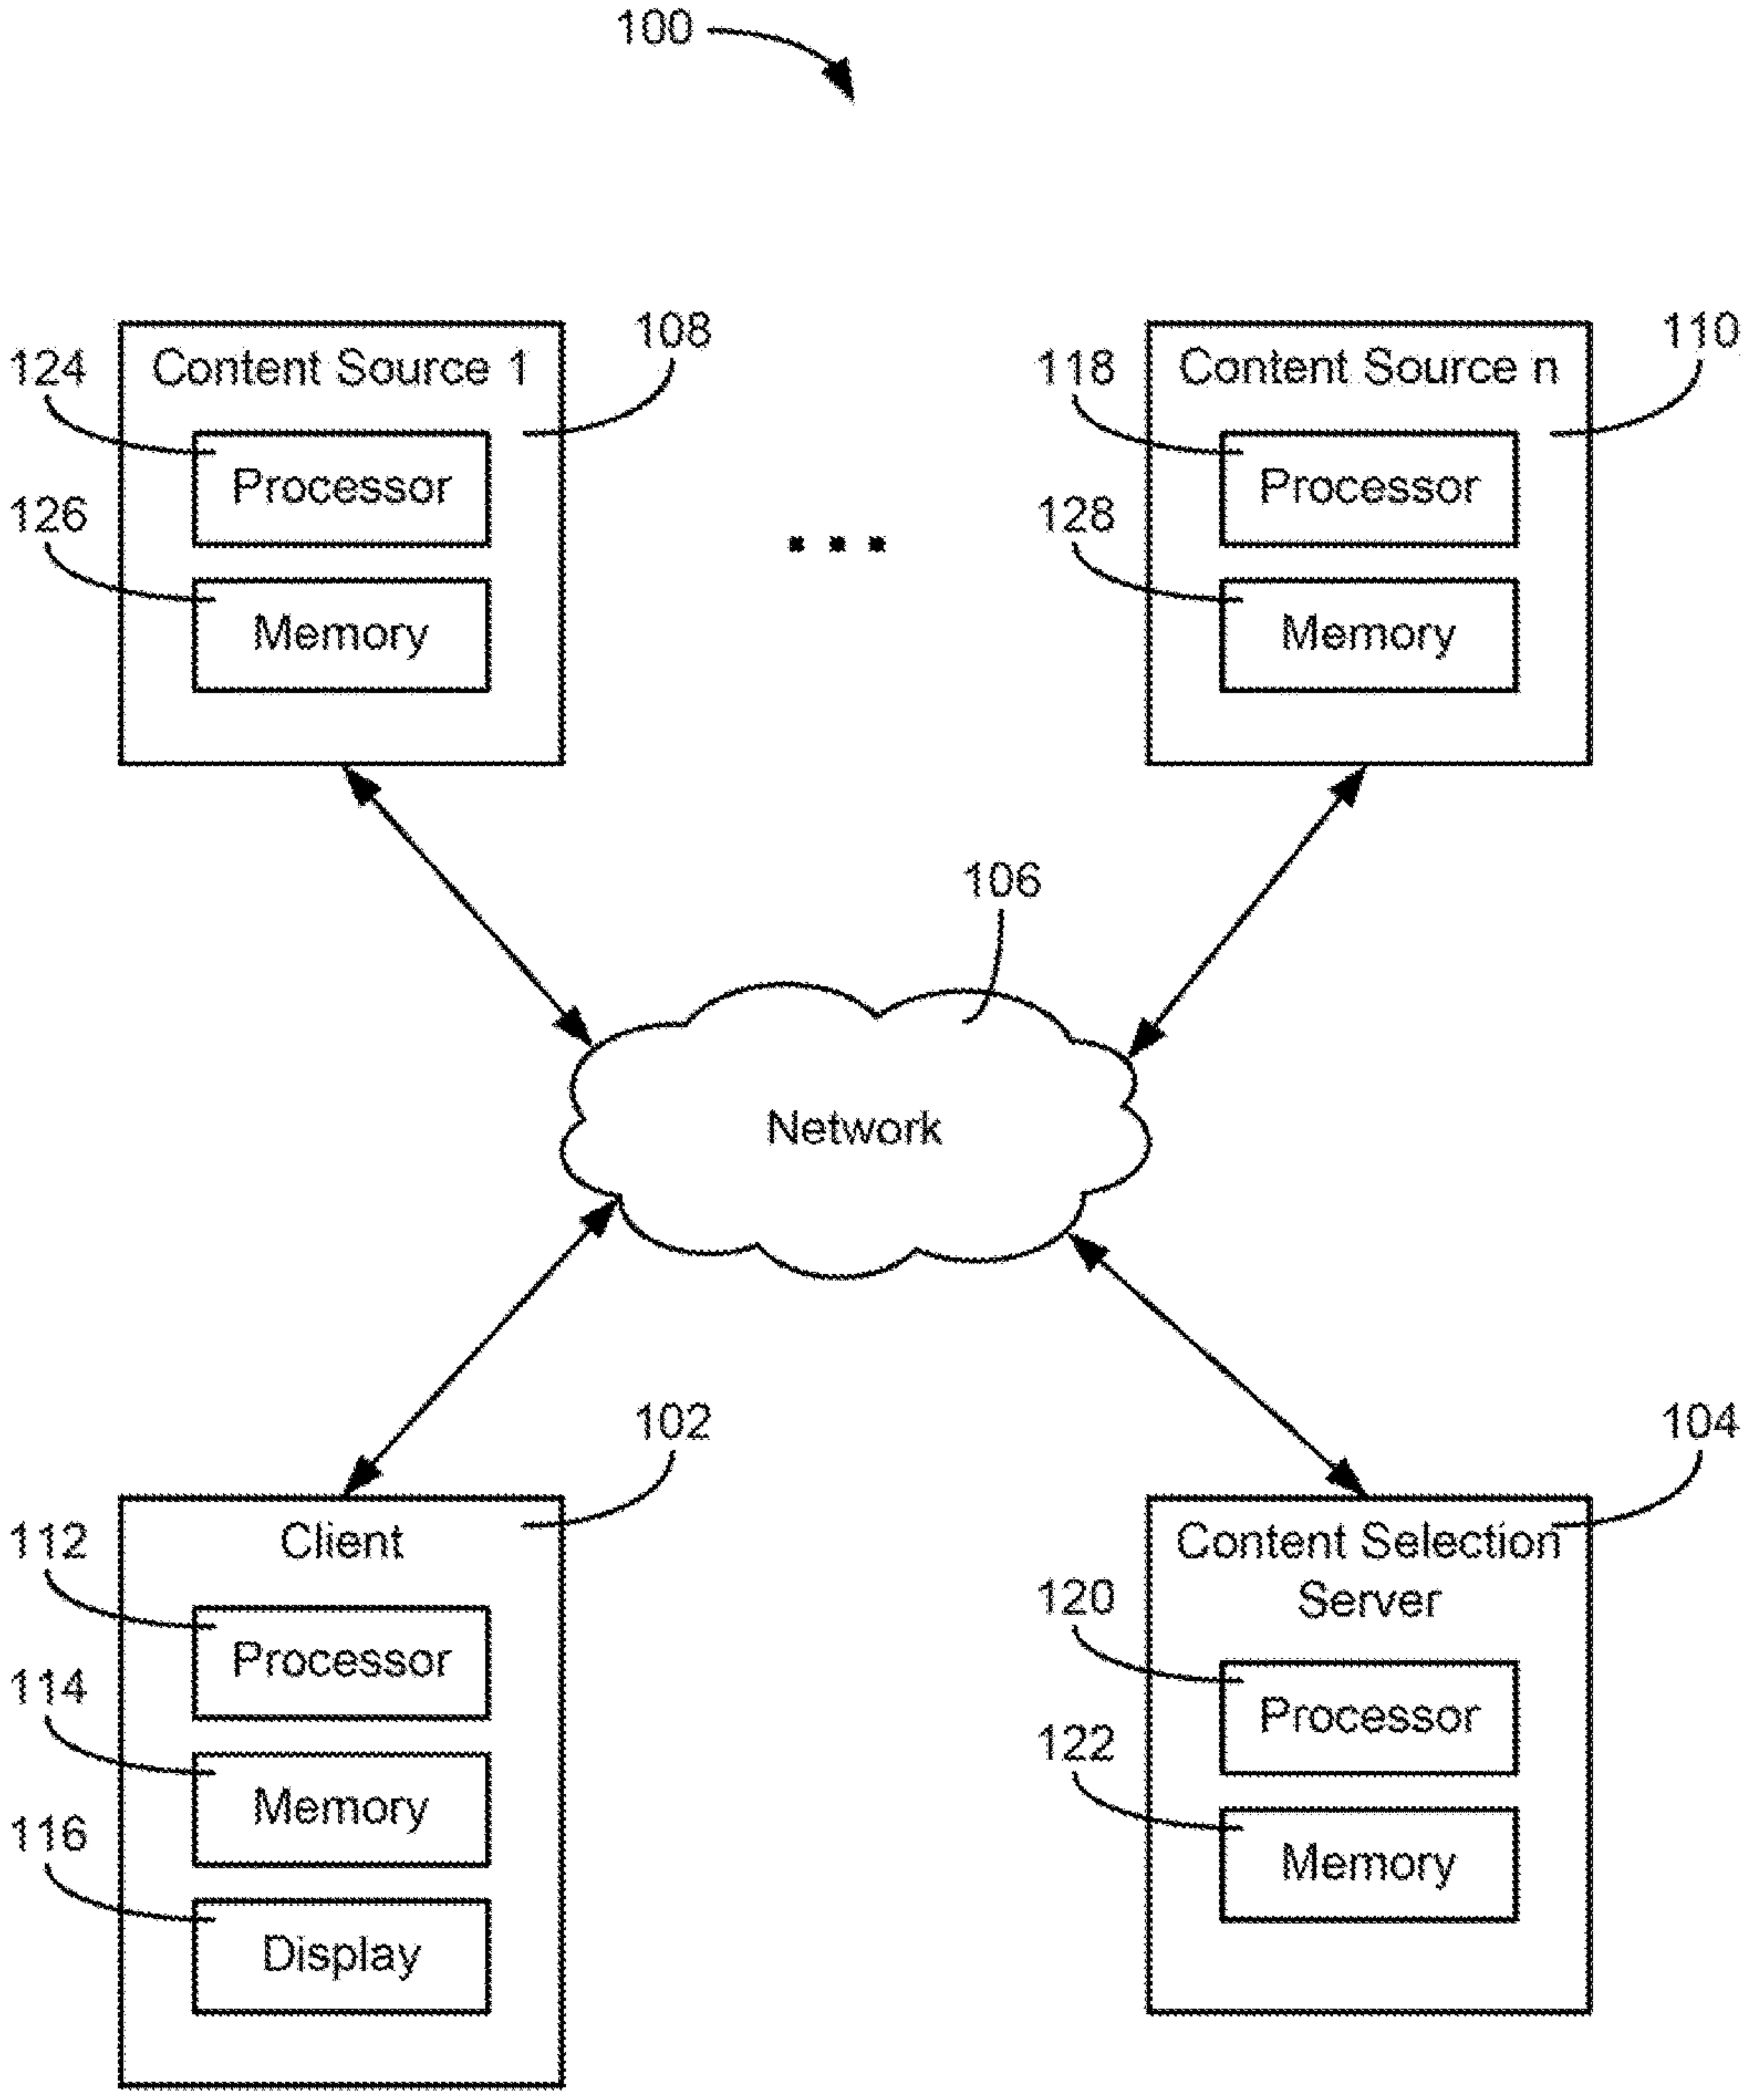 100
108
110
124
Content Source 1
118
Content Source n
Processor
Processor
126
128
Memory
Memory
106
Network
102
104
Client
112
Content Selection
Server
120
Processor
114
Processor
122
Memory
116
Memory
Display